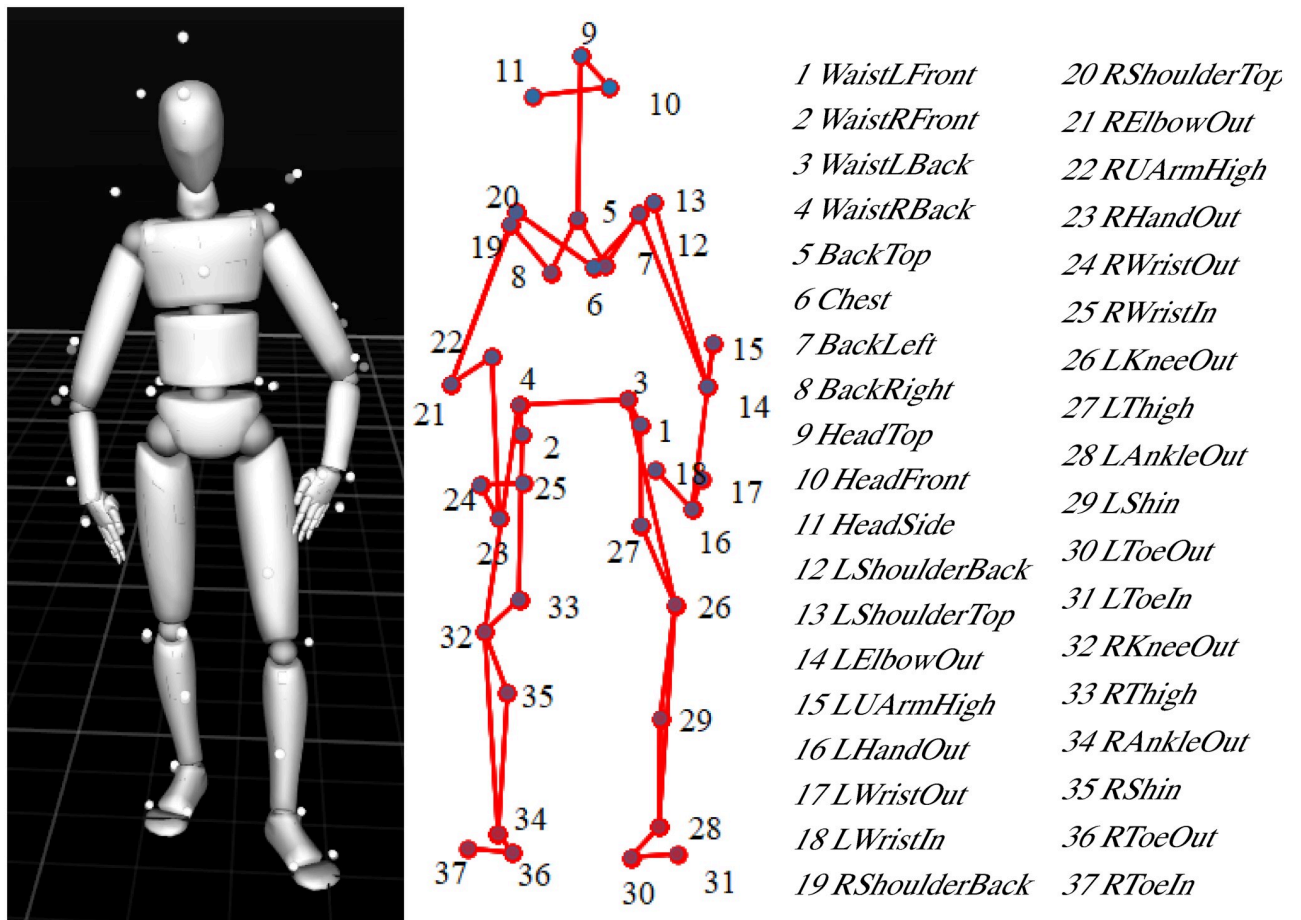 9
11
10
20
13
5
19
12
8
7
6
22
15
4
3
21
14
1
2
18
24
25
17
23
27
16
33
26
32
35
29
34
28
37
36
30
31
1 WaistLFront
2 WaistRFront
3 WaistLBack
4 WaistRBack
5 BackTop
6 Chest
7 BackLeft
8 BackRight
9 HeadTop
10 HeadFront
11 HeadSide
12 LShoulderBack
13 LShoulderTop
14 LElbowOut
15 LUArmHigh
16 LHandOut
17 LWristOut
18 LWristIn
19 RShoulderBack
20 RShoulderTop
21 RElbowOut
22 RUArmHigh
23 RHandOut
24 RWristOut
25 RWristIn
26 LKneeOut
27 LThigh
28 LAnkleOut
29 LShin
30 LToeOut
31 LToeIn
32 RKneeOut
33 RThigh
34 RAnkleOut
35 RShin
36 RToeOut
37 RToeIn